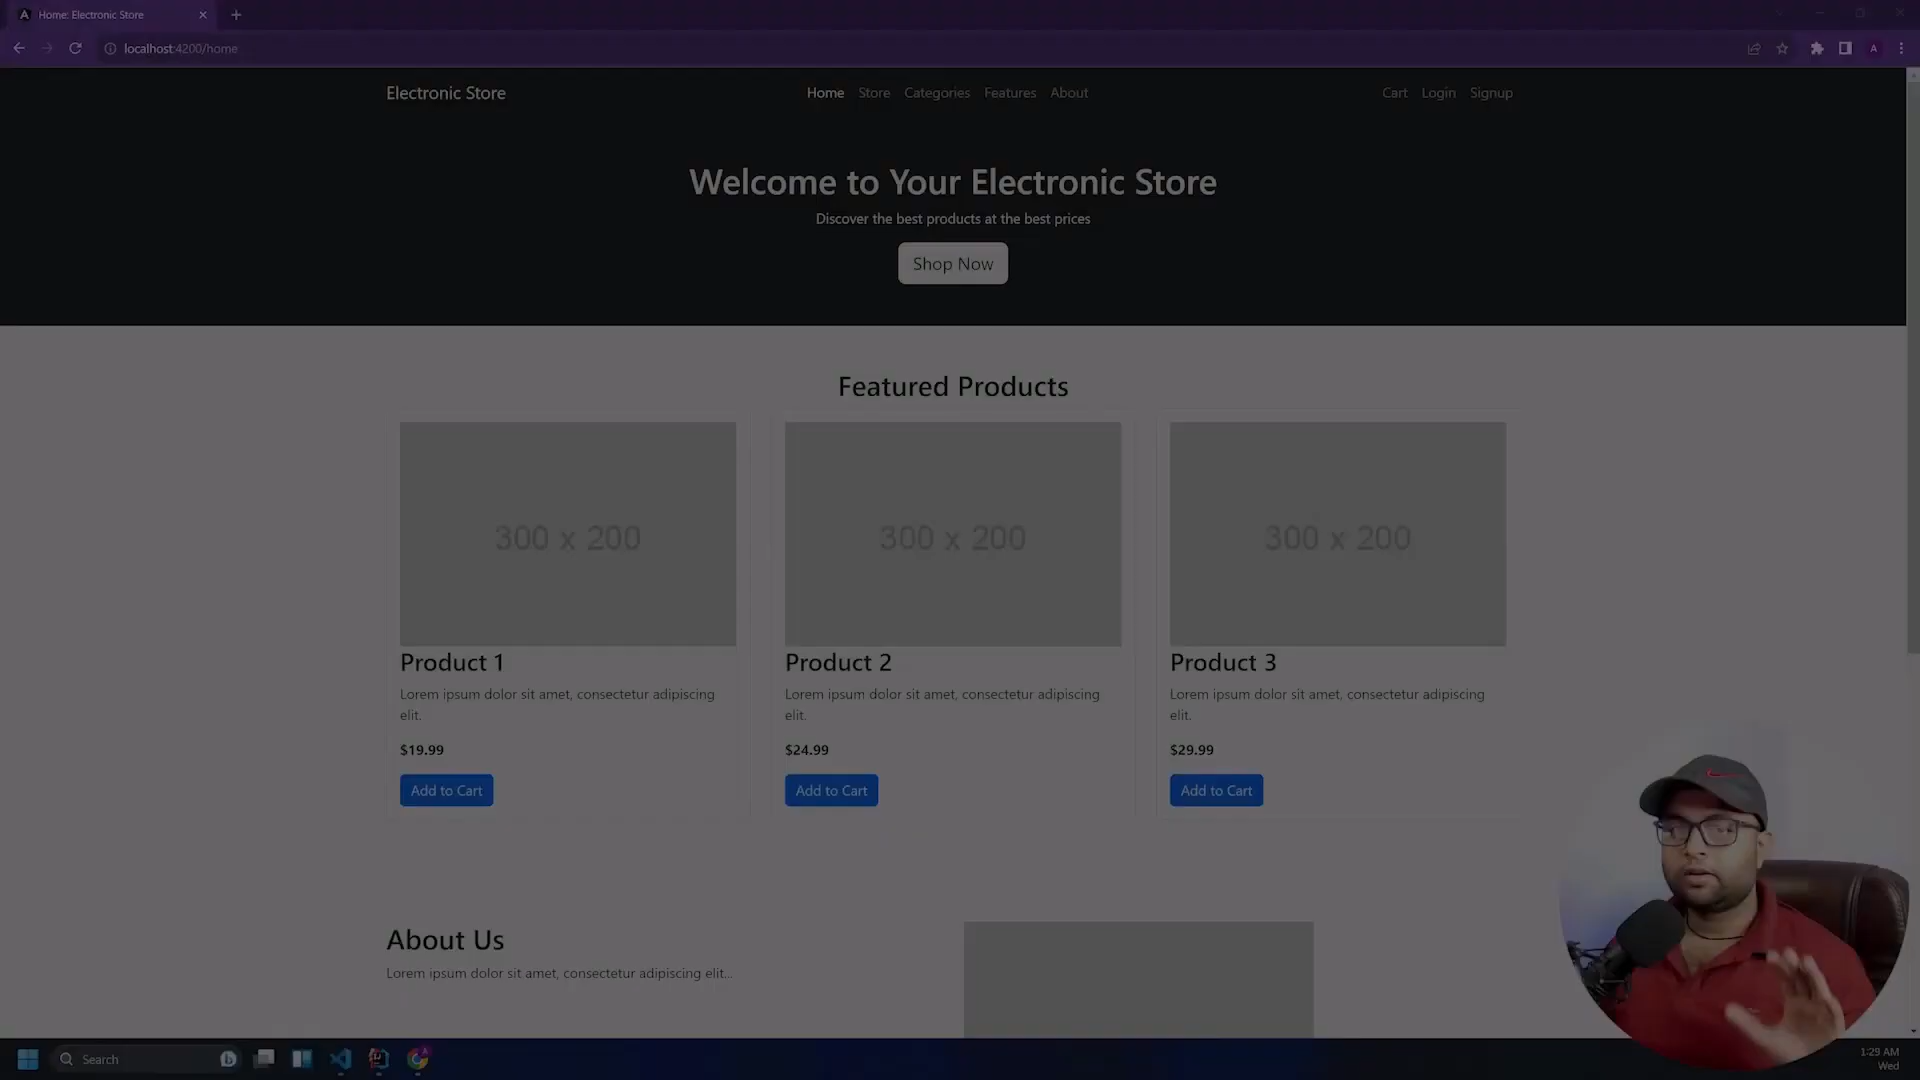 Home: Electronic Store
localhost:4200/home
A
Electronic Store
Home Store Categories Features About
Cart Login Signup
Welcome to Your Electronic Store
Discover the best products at the best prices
Shop Now
Featured Products
300 x 200
300 x 200
300 x 200
Product 1
Lorem ipsum dolor sit amet, consectetur adipiscing
elit.
$19.99
Add to Cart
Product 2
Lorem ipsum dolor sit amet, consectetur adipiscing
elit.
$24.99
Add to Cart
Product 3
Lorem ipsum dolor sit amet, consectetur adipiscing
elit.
$29.99
Add to Cart
About Us
Lorem ipsum dolor sit amet, consectetur adipiscing elit...
Search
1:29 AM
Wed